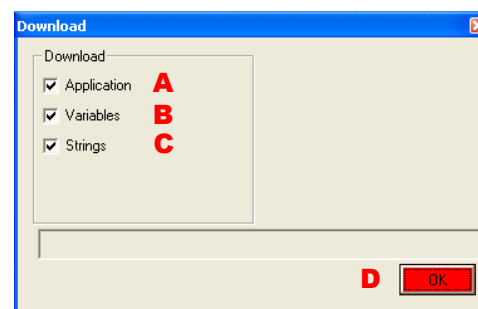 Download
Download
Application A
Variables B
Strings C
D OK